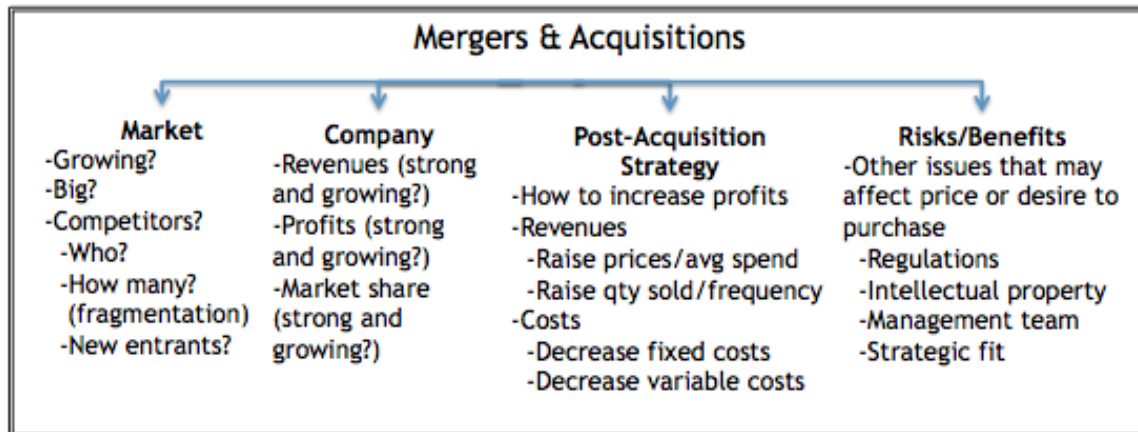 Mergers & Acquisitions
Market
-Growing?
-Big?
-Competitors?
-Who?
-How many?
(fragmentation)
-New entrants?
Company
-Revenues (strong
and growing?)
-Profits (strong
and growing?)
-Market share
(strong and
growing?)
Post-Acquisition
Strategy
-How to increase profits
-Revenues
-Raise prices/avg spend
-Raise qty sold/frequency
-Costs
-Decrease fixed costs
-Decrease variable costs
Risks/Benefits
-Other issues that may
affect price or desire to
purchase
-Regulations
-Intellectual property
-Management team
-Strategic fit